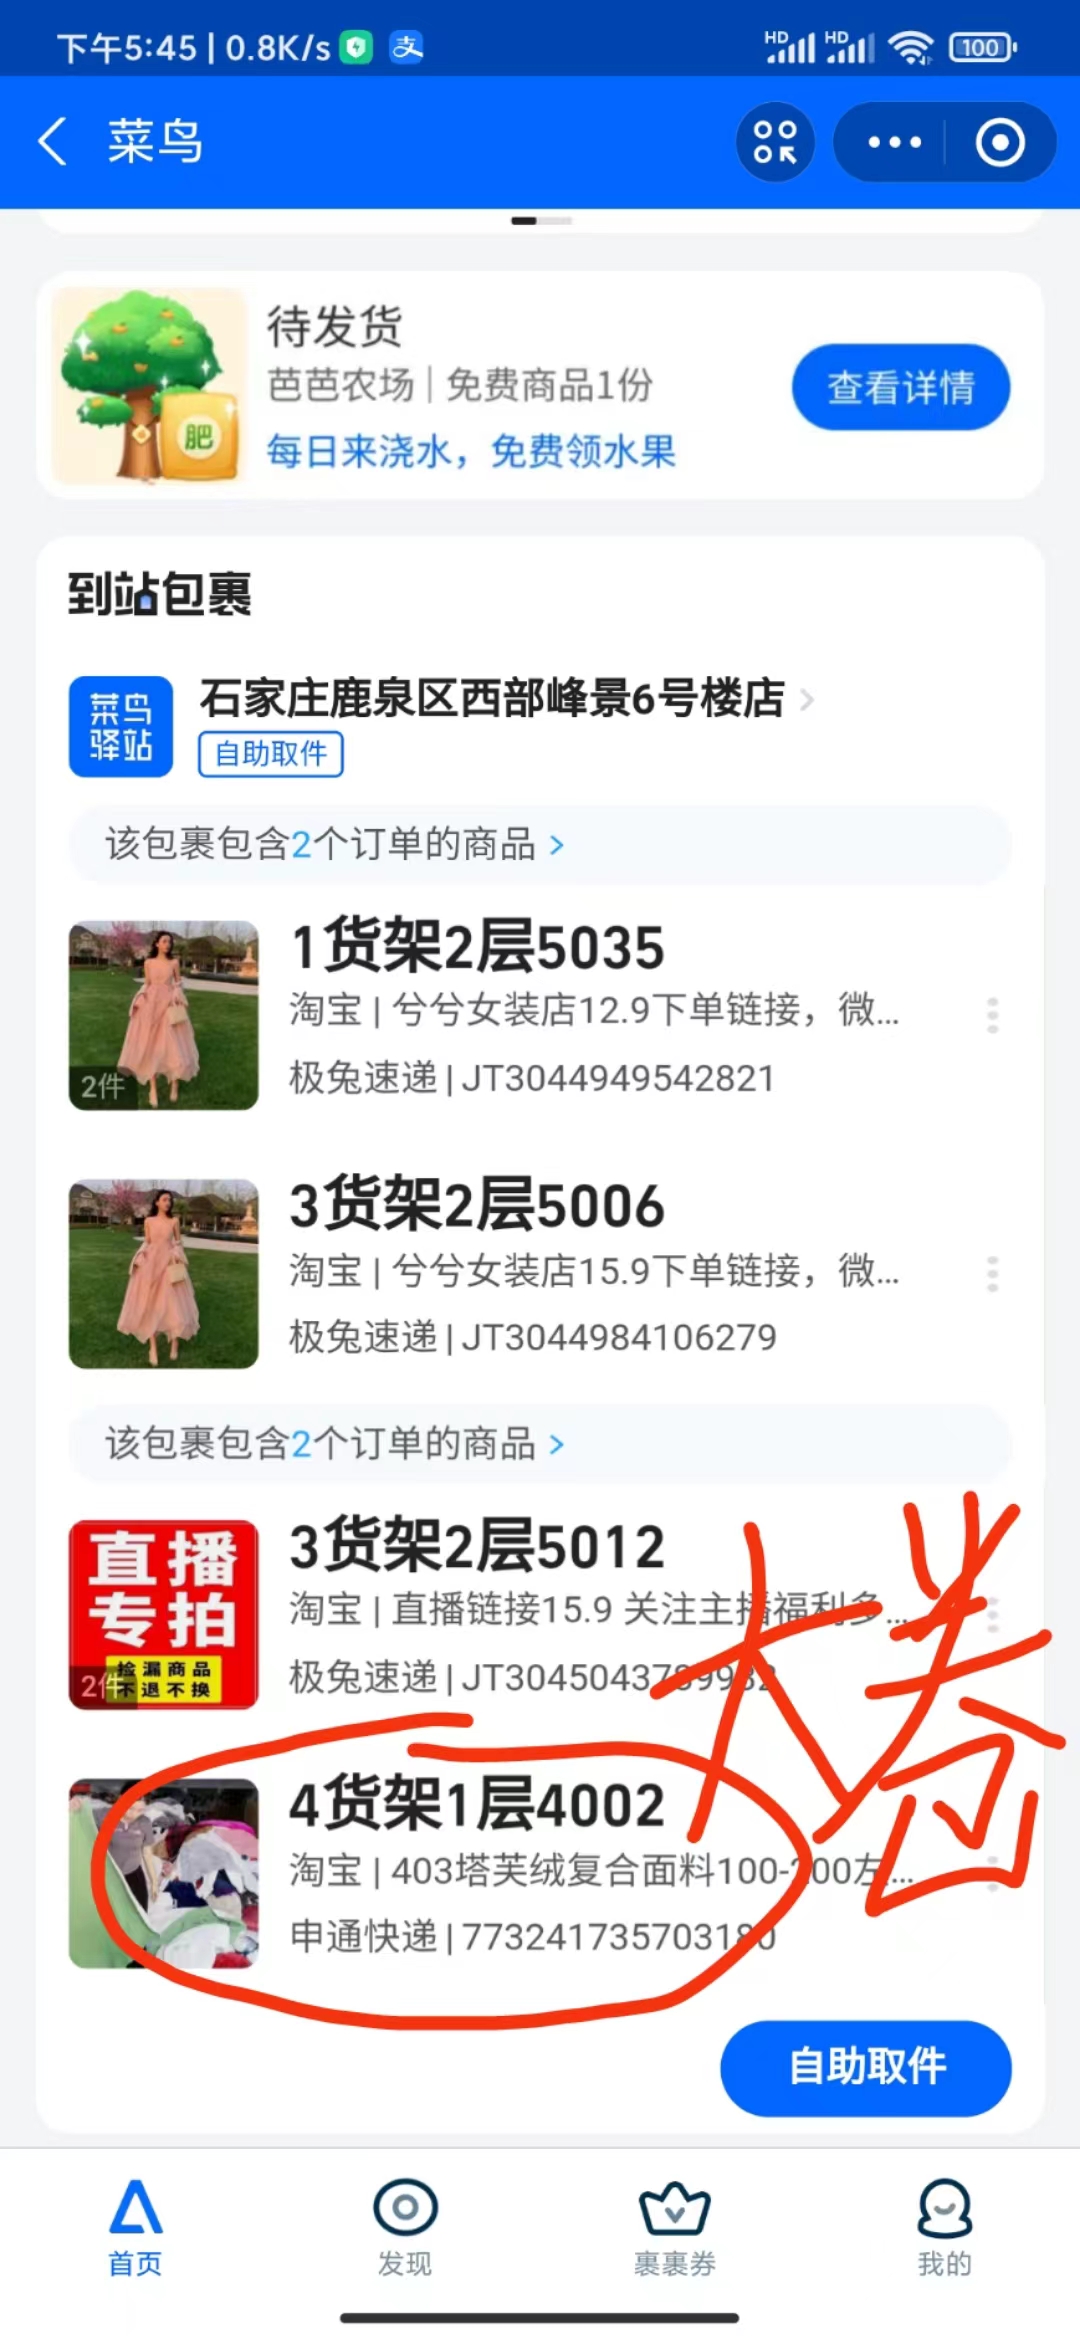 下午5:45 | 0.8K/s
HD HD 100
菜鸟
肥
待发货
芭芭农场 | 免费商品1份
每日来浇水，免费领水果
查看详情
到站包裹
菜鸟驿站
石家庄鹿泉区西部峰景6号楼店
自助取件
该包裹包含2个订单的商品
2件
1货架2层5035
淘宝 | 兮兮女装店12.9下单链接，微...
极兔速递 | JT3044949542821
3货架2层5006
淘宝 | 兮兮女装店15.9下单链接，微...
极兔速递 | JT3044984106279
该包裹包含2个订单的商品
直播
专拍
捡漏商品
不退不换
2件
3货架2层5012
淘宝 | 直播链接15.9 关注主播福利多...
极兔速递
4货架1层4002
淘宝 | 403塔芙绒复合面料100-200左...
申通快递 | 773241735703180
自助取件
首页
发现
裹裹券
我的